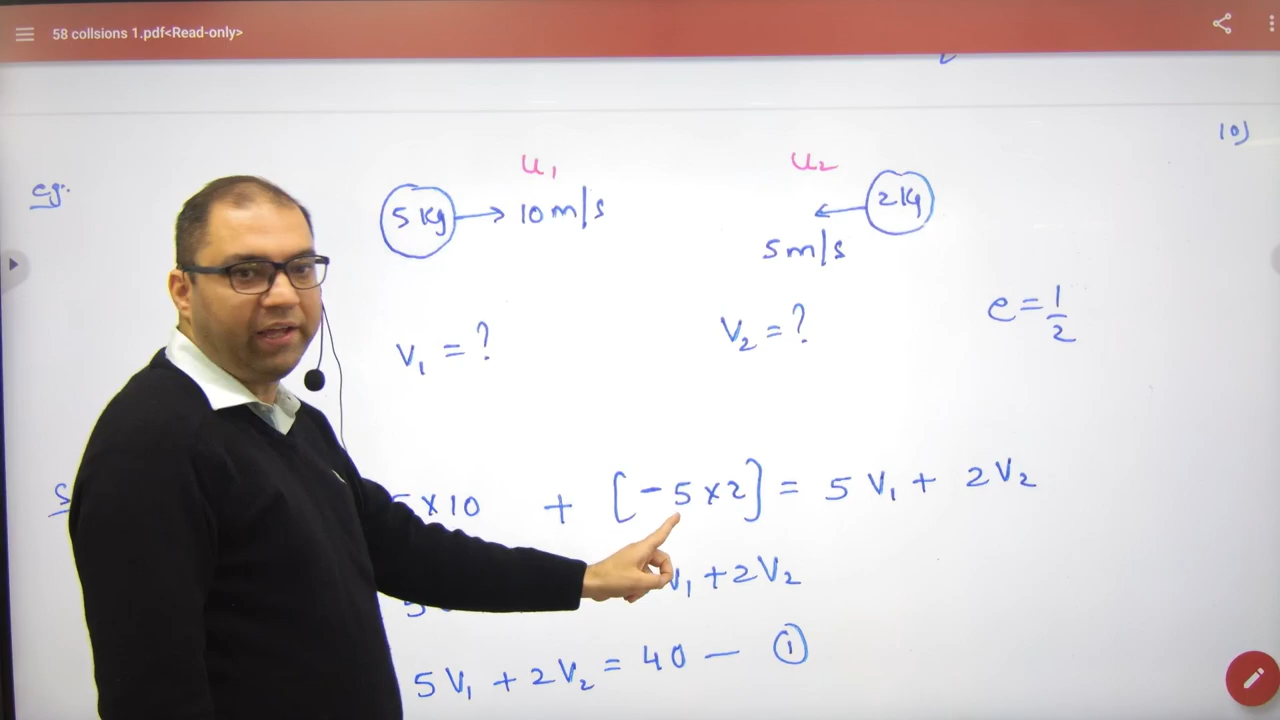 58 collsions 1.pdf<Read-only>
10)
eg:
u₁ u₂
5 Kg → 10 m/s 2 Kg
← 5 m/s
V₁ = ? V₂ = ? e = 1/2
5 × 10 + [-5 × 2] = 5 V₁ + 2 V₂
V₁ + 2 V₂
5 V₁ + 2 V₂ = 40 — ①